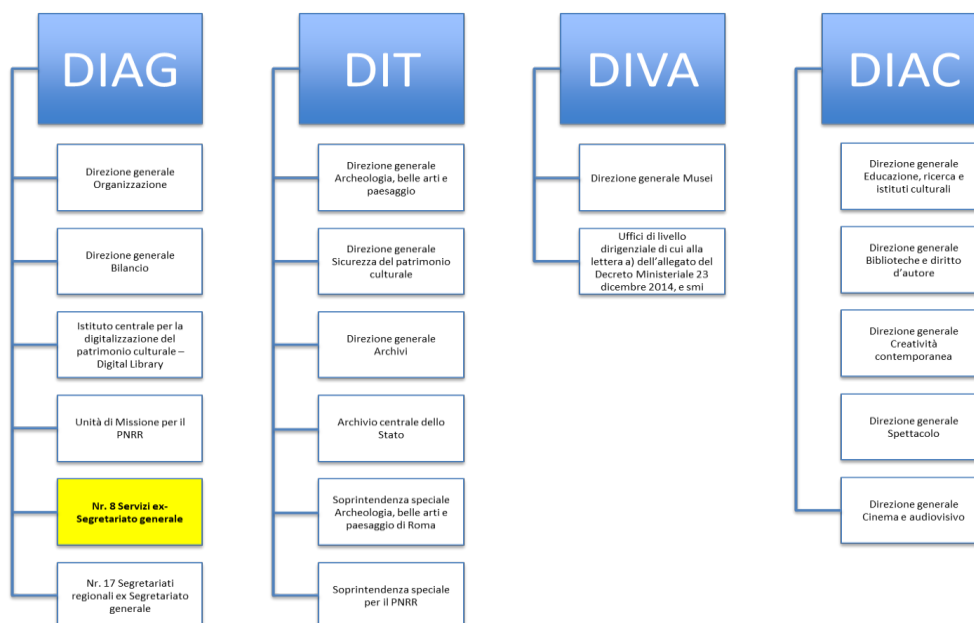 DIAG
Direzione generale
Organizzazione
Direzione generale
Bilancio
Istituto centrale per la
digitalizzazione del
patrimonio culturale –
Digital Library
Unità di Missione per il
PNRR
Nr. 8 Servizi ex-
Segretariato generale
Nr. 17 Segretariati
regionali ex Segretariato
generale
DIT
Direzione generale
Archeologia, belle arti e
paesaggio
Direzione generale
Sicurezza del patrimonio
culturale
Direzione generale
Archivi
Archivio centrale dello
Stato
Soprintendenza speciale
Archeologia, belle arti e
paesaggio di Roma
Soprintendenza speciale
per il PNRR
DIVA
Direzione generale Musei
Uffici di livello
dirigenziale di cui alla
lettera a) dell’allegato del
Decreto Ministeriale 23
dicembre 2014, e smi
DIAC
Direzione generale
Educazione, ricerca e
istituti culturali
Direzione generale
Biblioteche e diritto
d’autore
Direzione generale
Creatività
contemporanea
Direzione generale
Spettacolo
Direzione generale
Cinema e audiovisivo